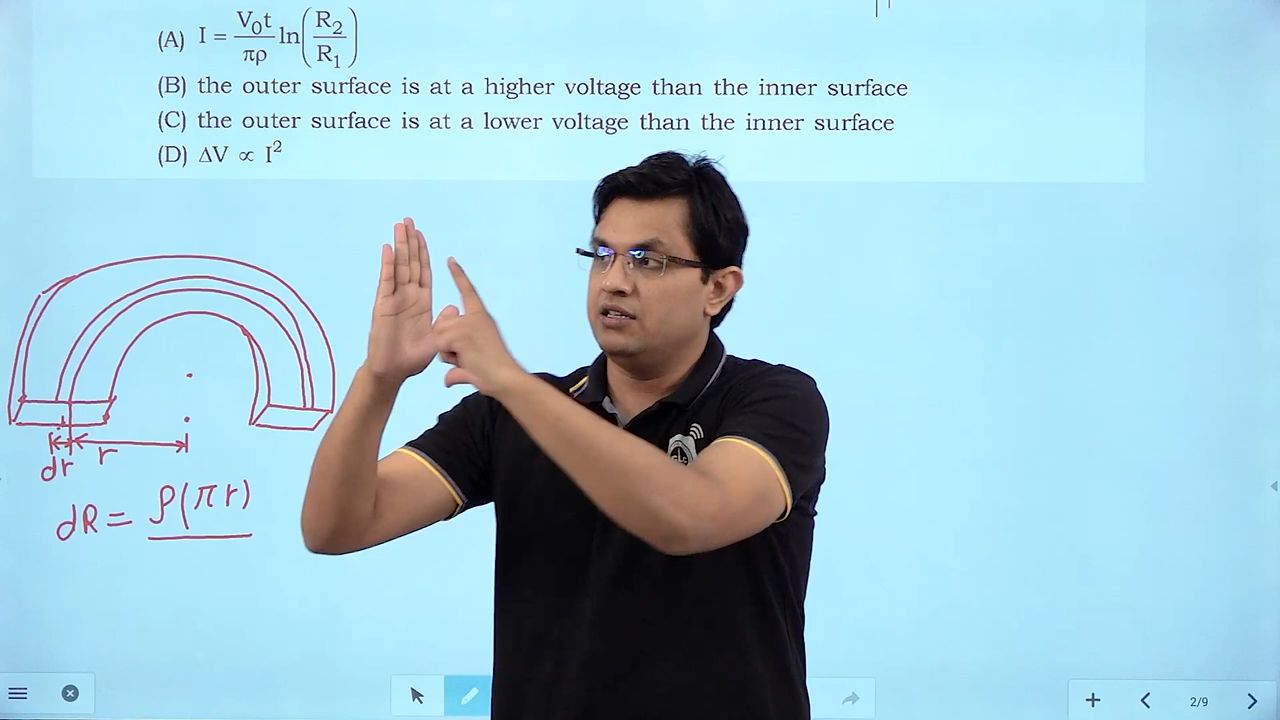 (A) I = V₀t/πρ ln(R₂/R₁)
(B) the outer surface is at a higher voltage than the inner surface
(C) the outer surface is at a lower voltage than the inner surface
(D) ΔV ∝ I²
dr r
dR = ρ(πr)
2/9